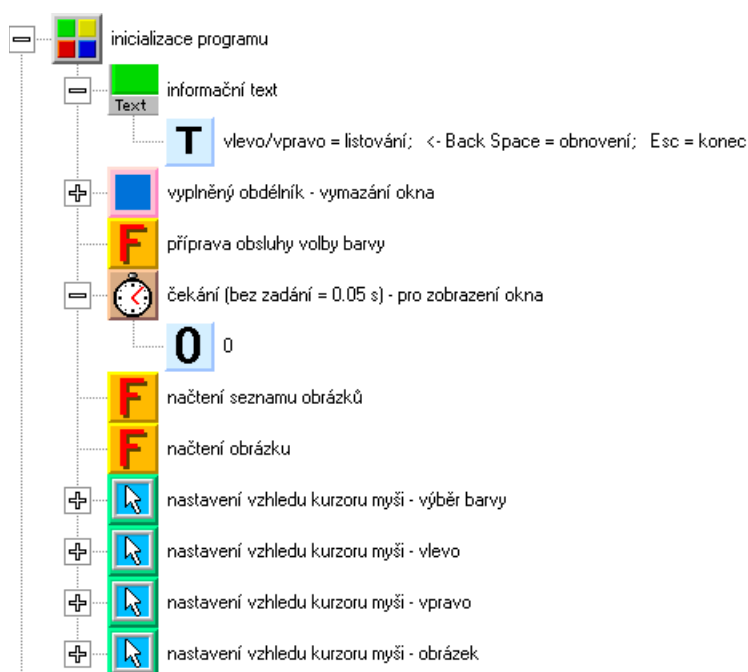 inicializace programu
Text
informační text
T
vlevo/vpravo = listování;   <- Back Space = obnovení;   Esc = konec
vyplněný obdélník - vymazání okna
F
příprava obsluhy volby barvy
čekání (bez zadání = 0.05 s) - pro zobrazení okna
0
0
F
načtení seznamu obrázků
F
načtení obrázku
nastavení vzhledu kurzoru myši - výběr barvy
nastavení vzhledu kurzoru myši - vlevo
nastavení vzhledu kurzoru myši - vpravo
nastavení vzhledu kurzoru myši - obrázek